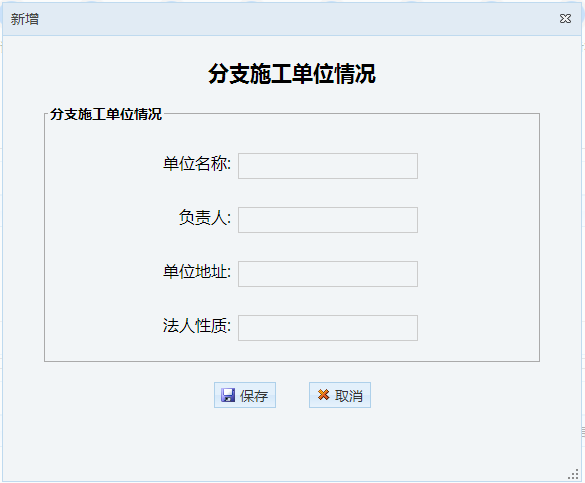 新增
分支施工单位情况
分支施工单位情况
单位名称:
负责人:
单位地址:
法人性质:
保存 取消